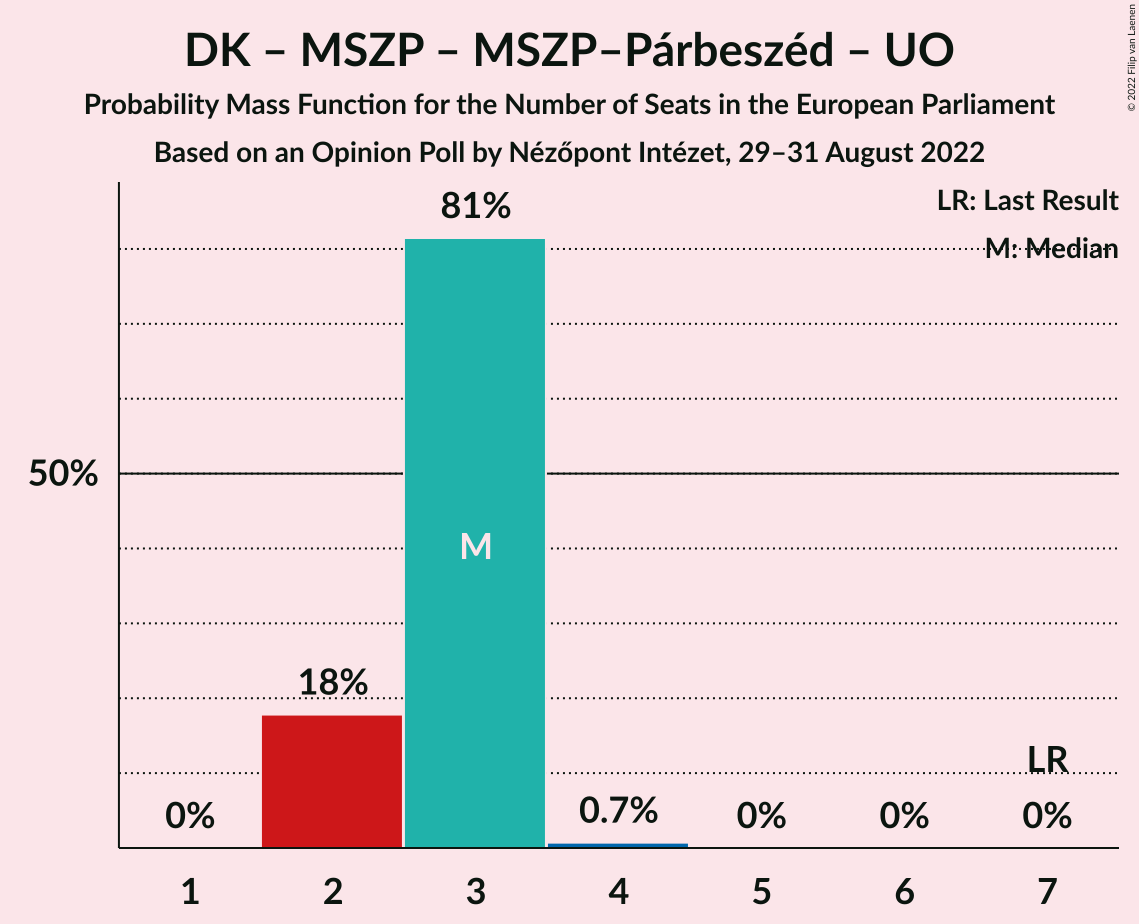 DK – MSZP – MSZP–Párbeszéd – UO
Probability Mass Function for the Number of Seats in the European Parliament
Based on an Opinion Poll by Nézőpont Intézet, 29–31 August 2022
© 2022 Filip van Laenen
LR: Last Result
M: Median
81%
50%
M
18%
LR
0%
0.7%
0%
0%
0%
1 2 3 4 5 6 7